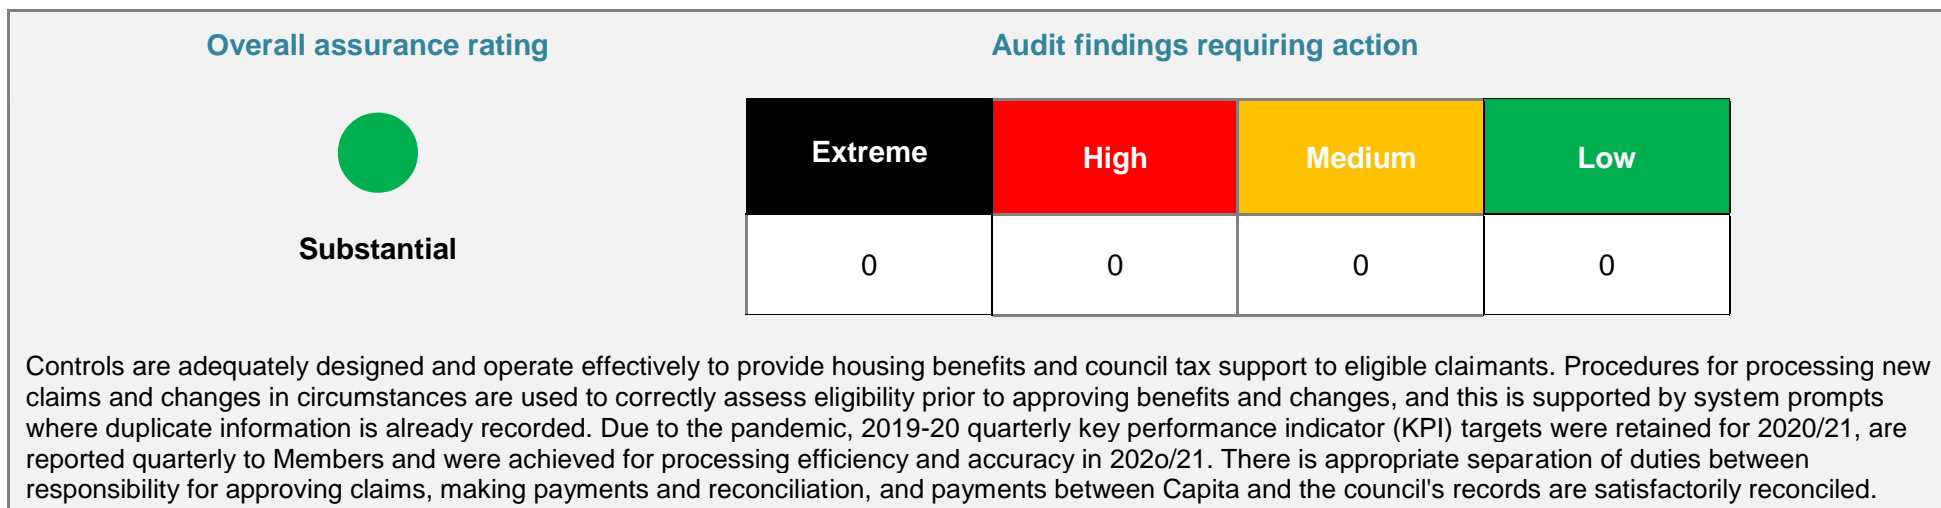 Overall assurance rating
Audit findings requiring action
Extreme
High
Medium
Low
Substantial
0
0
0
0
Controls are adequately designed and operate effectively to provide housing benefits and council tax support to eligible claimants. Procedures for processing new
claims and changes in circumstances are used to correctly assess eligibility prior to approving benefits and changes, and this is supported by system prompts
where duplicate information is already recorded. Due to the pandemic, 2019-20 quarterly key performance indicator (KPI) targets were retained for 2020/21, are
reported quarterly to Members and were achieved for processing efficiency and accuracy in 202o/21. There is appropriate separation of duties between
responsibility for approving claims, making payments and reconciliation, and payments between Capita and the council's records are satisfactorily reconciled.